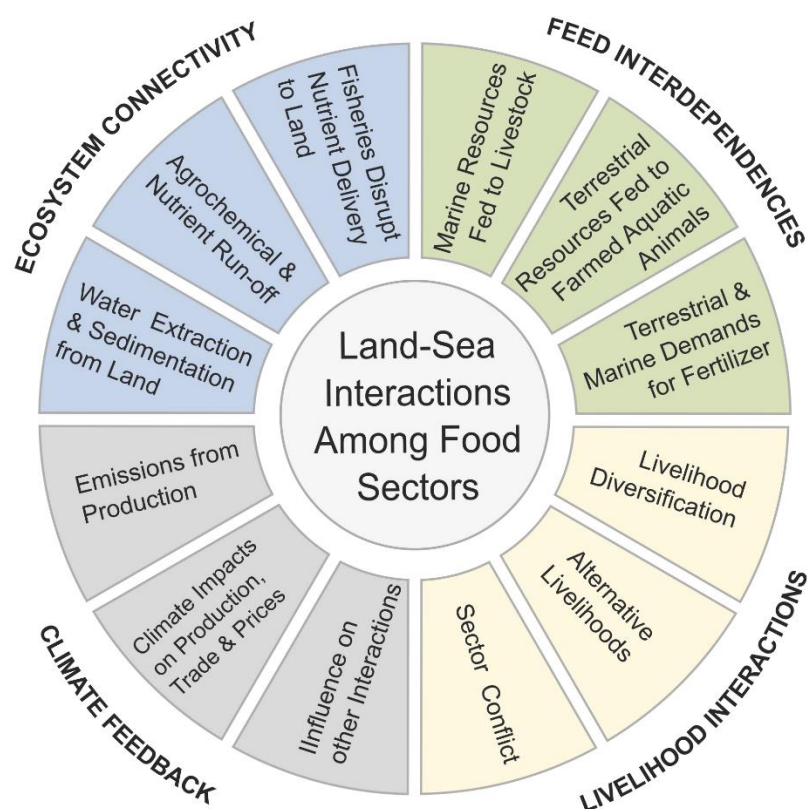 ECOSYSTEM CONNECTIVITY
FEED INTERDEPENDENCIES
Fisheries Disrupt
Nutrient Delivery
to Land
Marine Resources
Fed to Livestock
Agrochemical &
Nutrient Run-off
Terrestrial
Resources Fed to
Farmed Aquatic
Animals
Water Extraction
& Sedimentation
from Land
Terrestrial &
Marine Demands
for Fertilizer
Land-Sea
Interactions
Among Food
Sectors
Emissions from
Production
Livelihood
Diversification
Climate Impacts
on Production,
Trade & Prices
Alternative
Livelihoods
IInfluence on
other Interactions
Sector Conflict
CLIMATE FEEDBACK
LIVELIHOOD INTERACTIONS